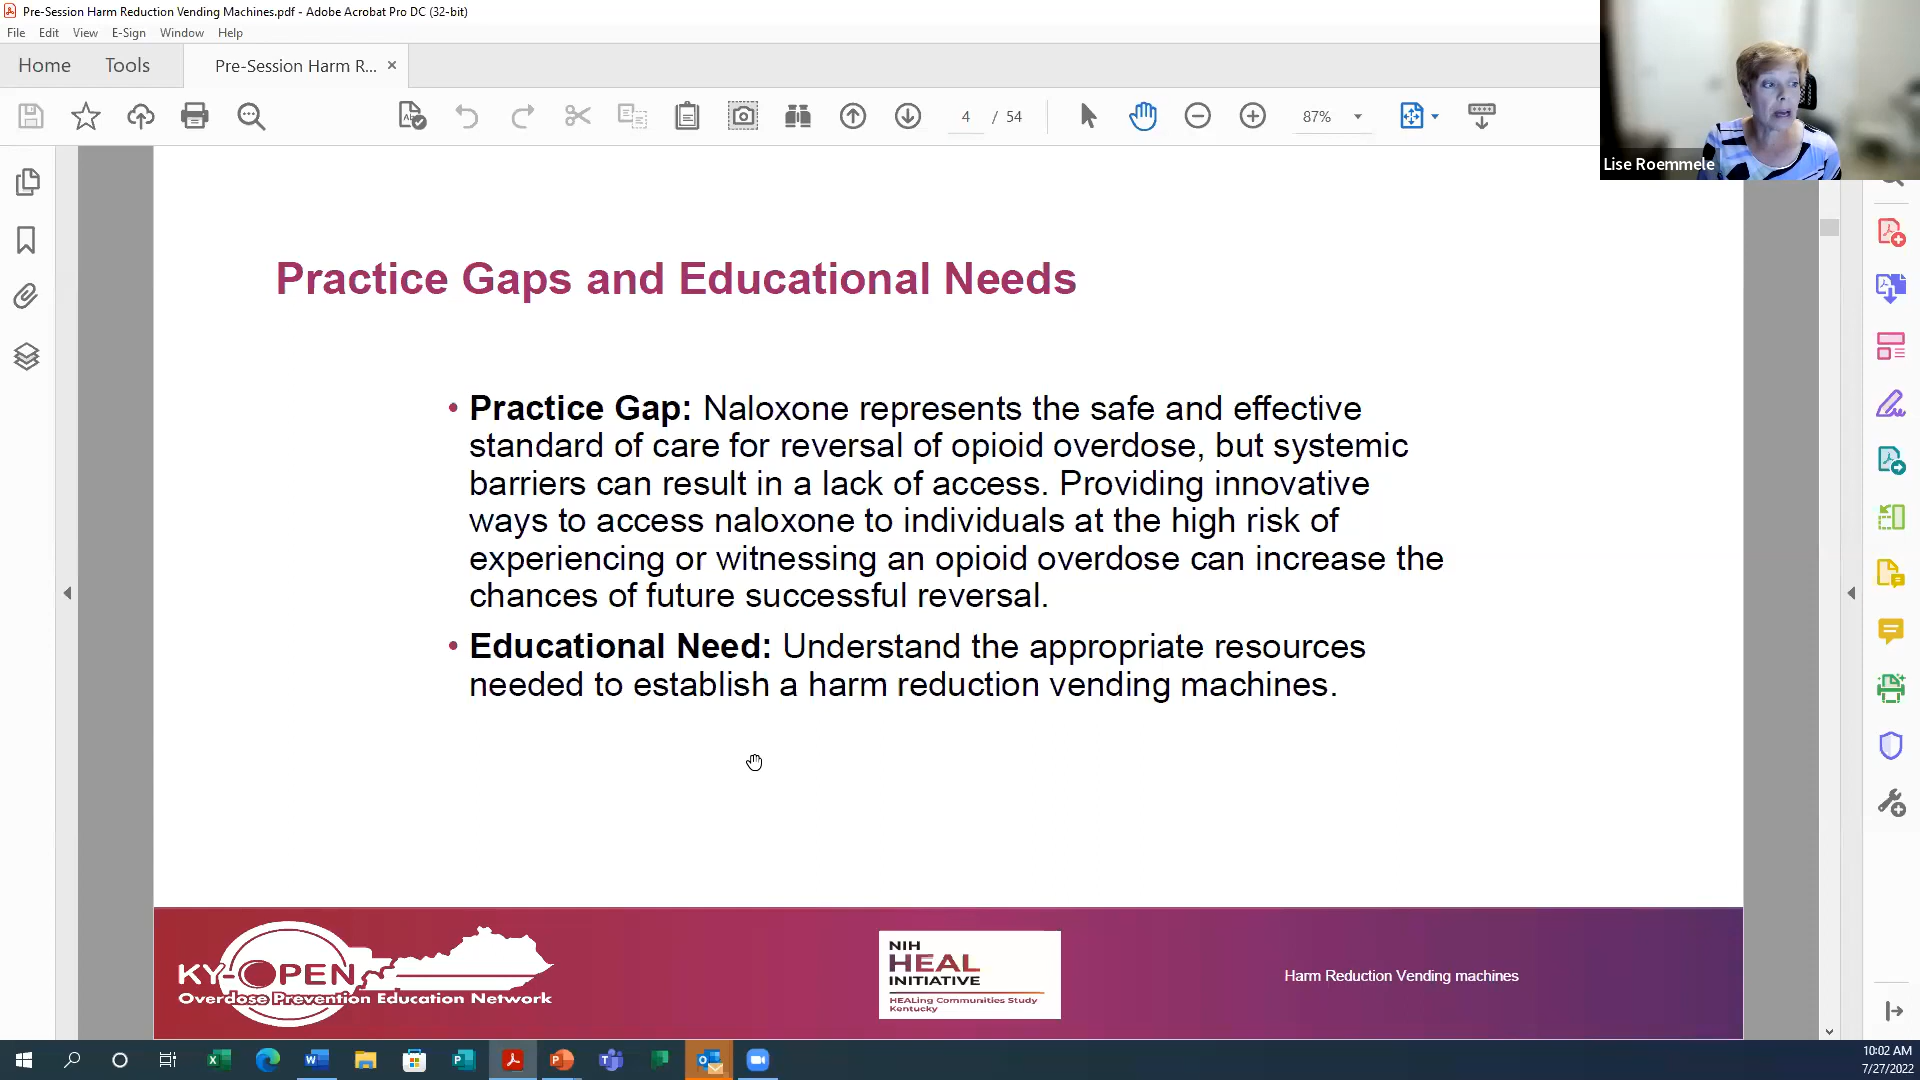 Pre-Session Harm Reduction Vending Machines.pdf - Adobe Acrobat Pro DC (32-bit)
File Edit View E-Sign Window Help
Home Tools Pre-Session Harm R... ×
4 / 54 87%
Lise Roemmele
Practice Gaps and Educational Needs
• Practice Gap: Naloxone represents the safe and effective
standard of care for reversal of opioid overdose, but systemic
barriers can result in a lack of access. Providing innovative
ways to access naloxone to individuals at the high risk of
experiencing or witnessing an opioid overdose can increase the
chances of future successful reversal.
• Educational Need: Understand the appropriate resources
needed to establish a harm reduction vending machines.
KY-OPEN
Overdose Prevention Education Network
NIH
HEAL
INITIATIVE
HEALing Communities Study
Kentucky
Harm Reduction Vending machines
10:02 AM
7/27/2022